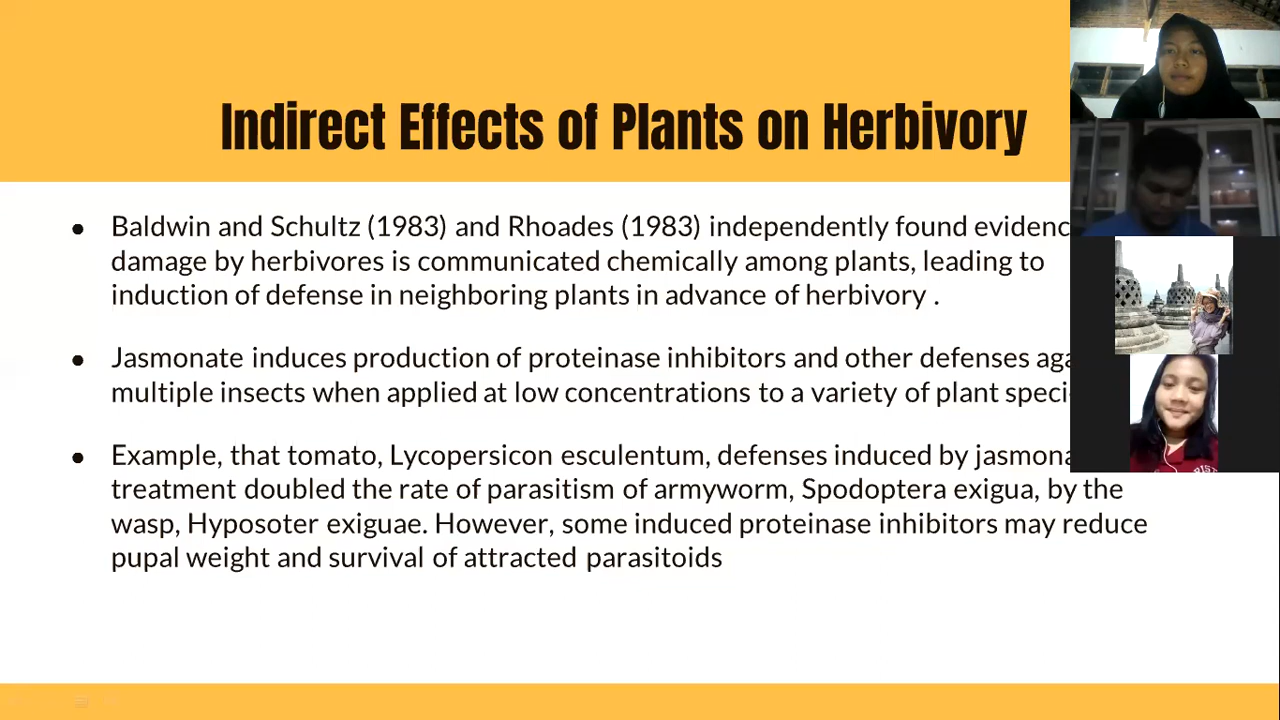 Indirect Effects of Plants on Herbivory
● Baldwin and Schultz (1983) and Rhoades (1983) independently found
damage by herbivores is communicated chemically among plants, leading to
induction of defense in neighboring plants in advance of herbivory .
● Jasmonate induces production of proteinase inhibitors and other defenses
multiple insects when applied at low concentrations to a variety of plant
● Example, that tomato, Lycopersicon esculentum, defenses induced by
treatment doubled the rate of parasitism of armyworm, Spodoptera exigua, by the
wasp, Hyposoter exiguae. However, some induced proteinase inhibitors may reduce
pupal weight and survival of attracted parasitoids